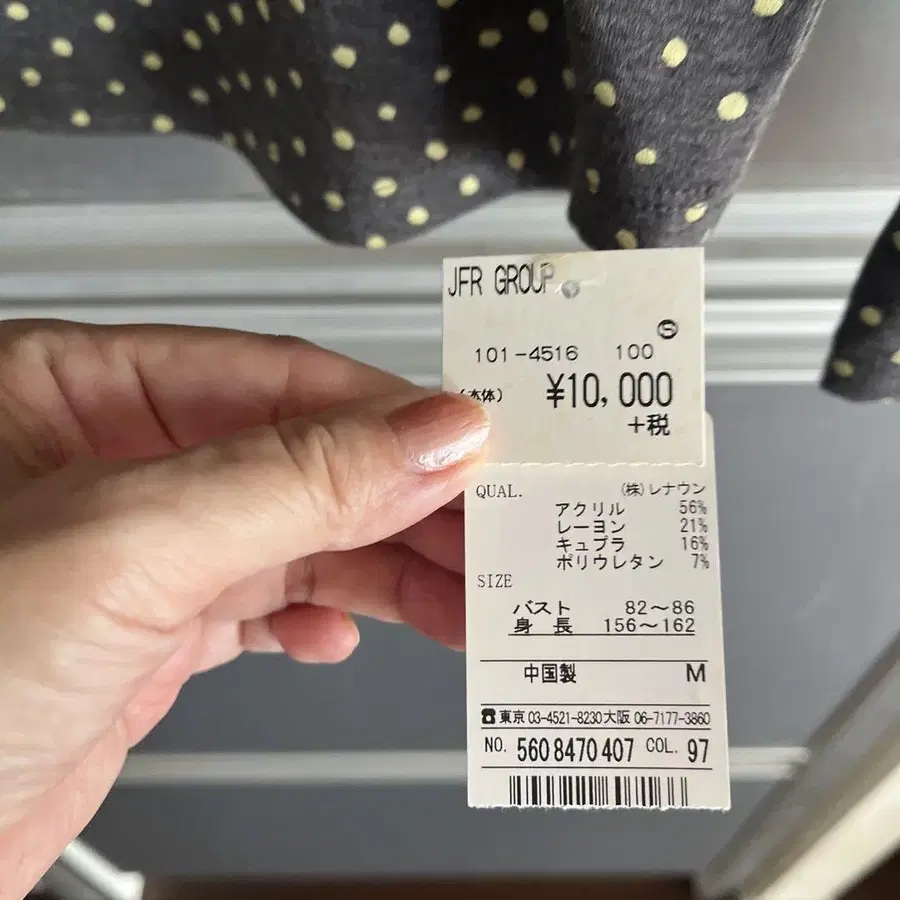 JFR GROUP
Ⓢ
101-4516 100
(本体) ¥10,000
+税
QUAL. (株)レナウン
アクリル 56%
レーヨン 21%
キュプラ 16%
ポリウレタン 7%
SIZE
バスト 82～86
身長 156～162
中国製 M
☎東京 03-4521-8230 大阪 06-7177-3860
NO. 5608470407 COL. 97